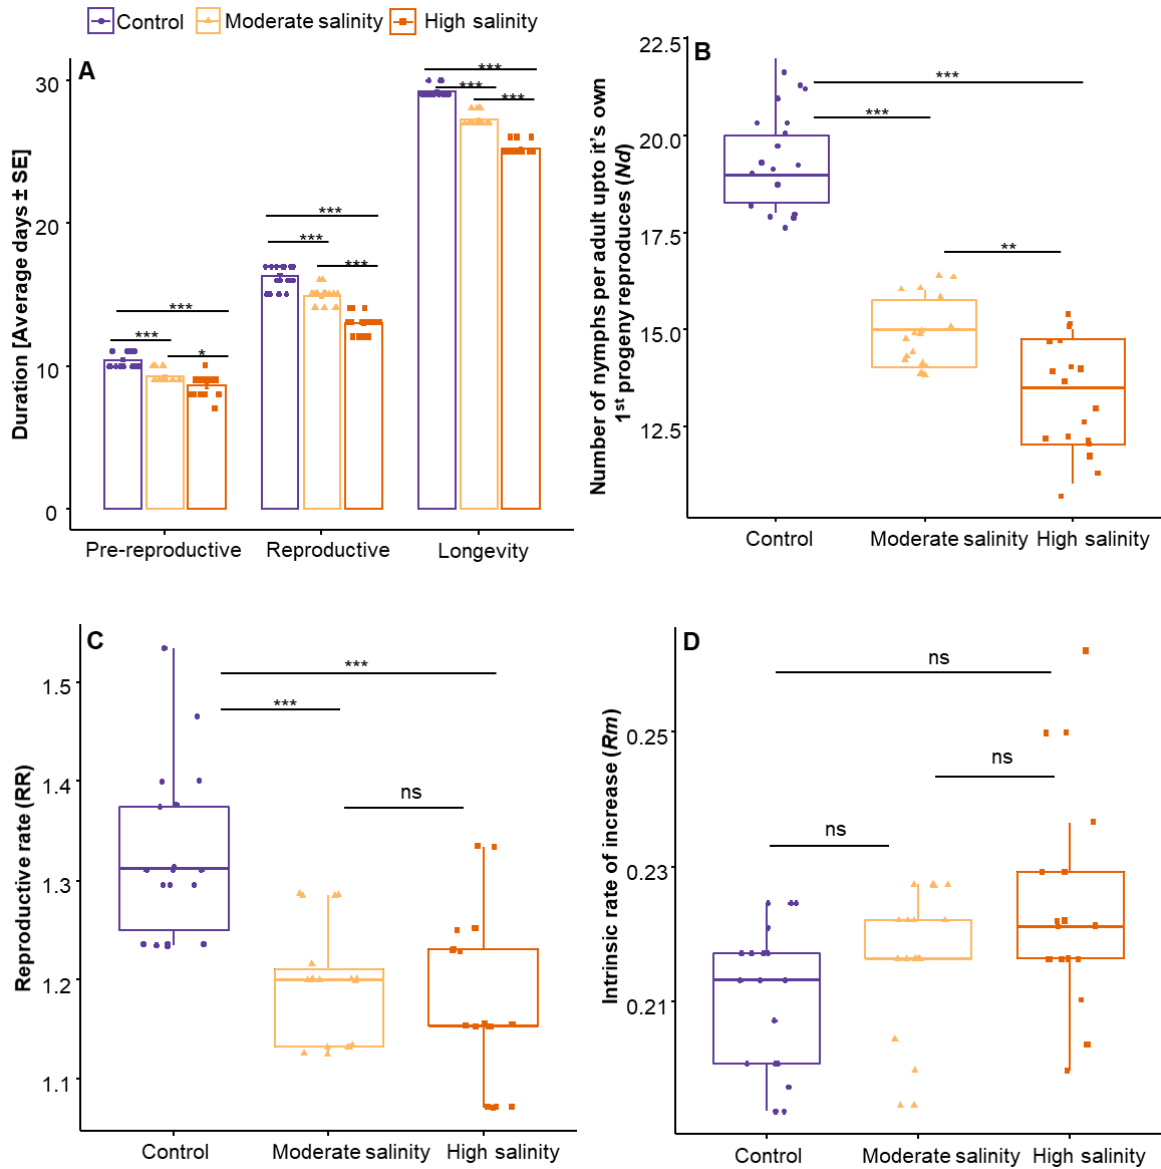 Control Moderate salinity High salinity
A
Duration [Average days ± SE]
30
20
10
0
***
***
***
***
***
***
***
***
*
Pre-reproductive Reproductive Longevity
B
Number of nymphs per adult upto it's own
1st progeny reproduces (Nd)
22.5
20.0
17.5
15.0
12.5
***
***
**
Control Moderate salinity High salinity
C
Reproductive rate (RR)
1.5
1.4
1.3
1.2
1.1
***
***
ns
Control Moderate salinity High salinity
D
Intrinsic rate of increase (Rm)
0.25
0.23
0.21
ns
ns
ns
Control Moderate salinity High salinity